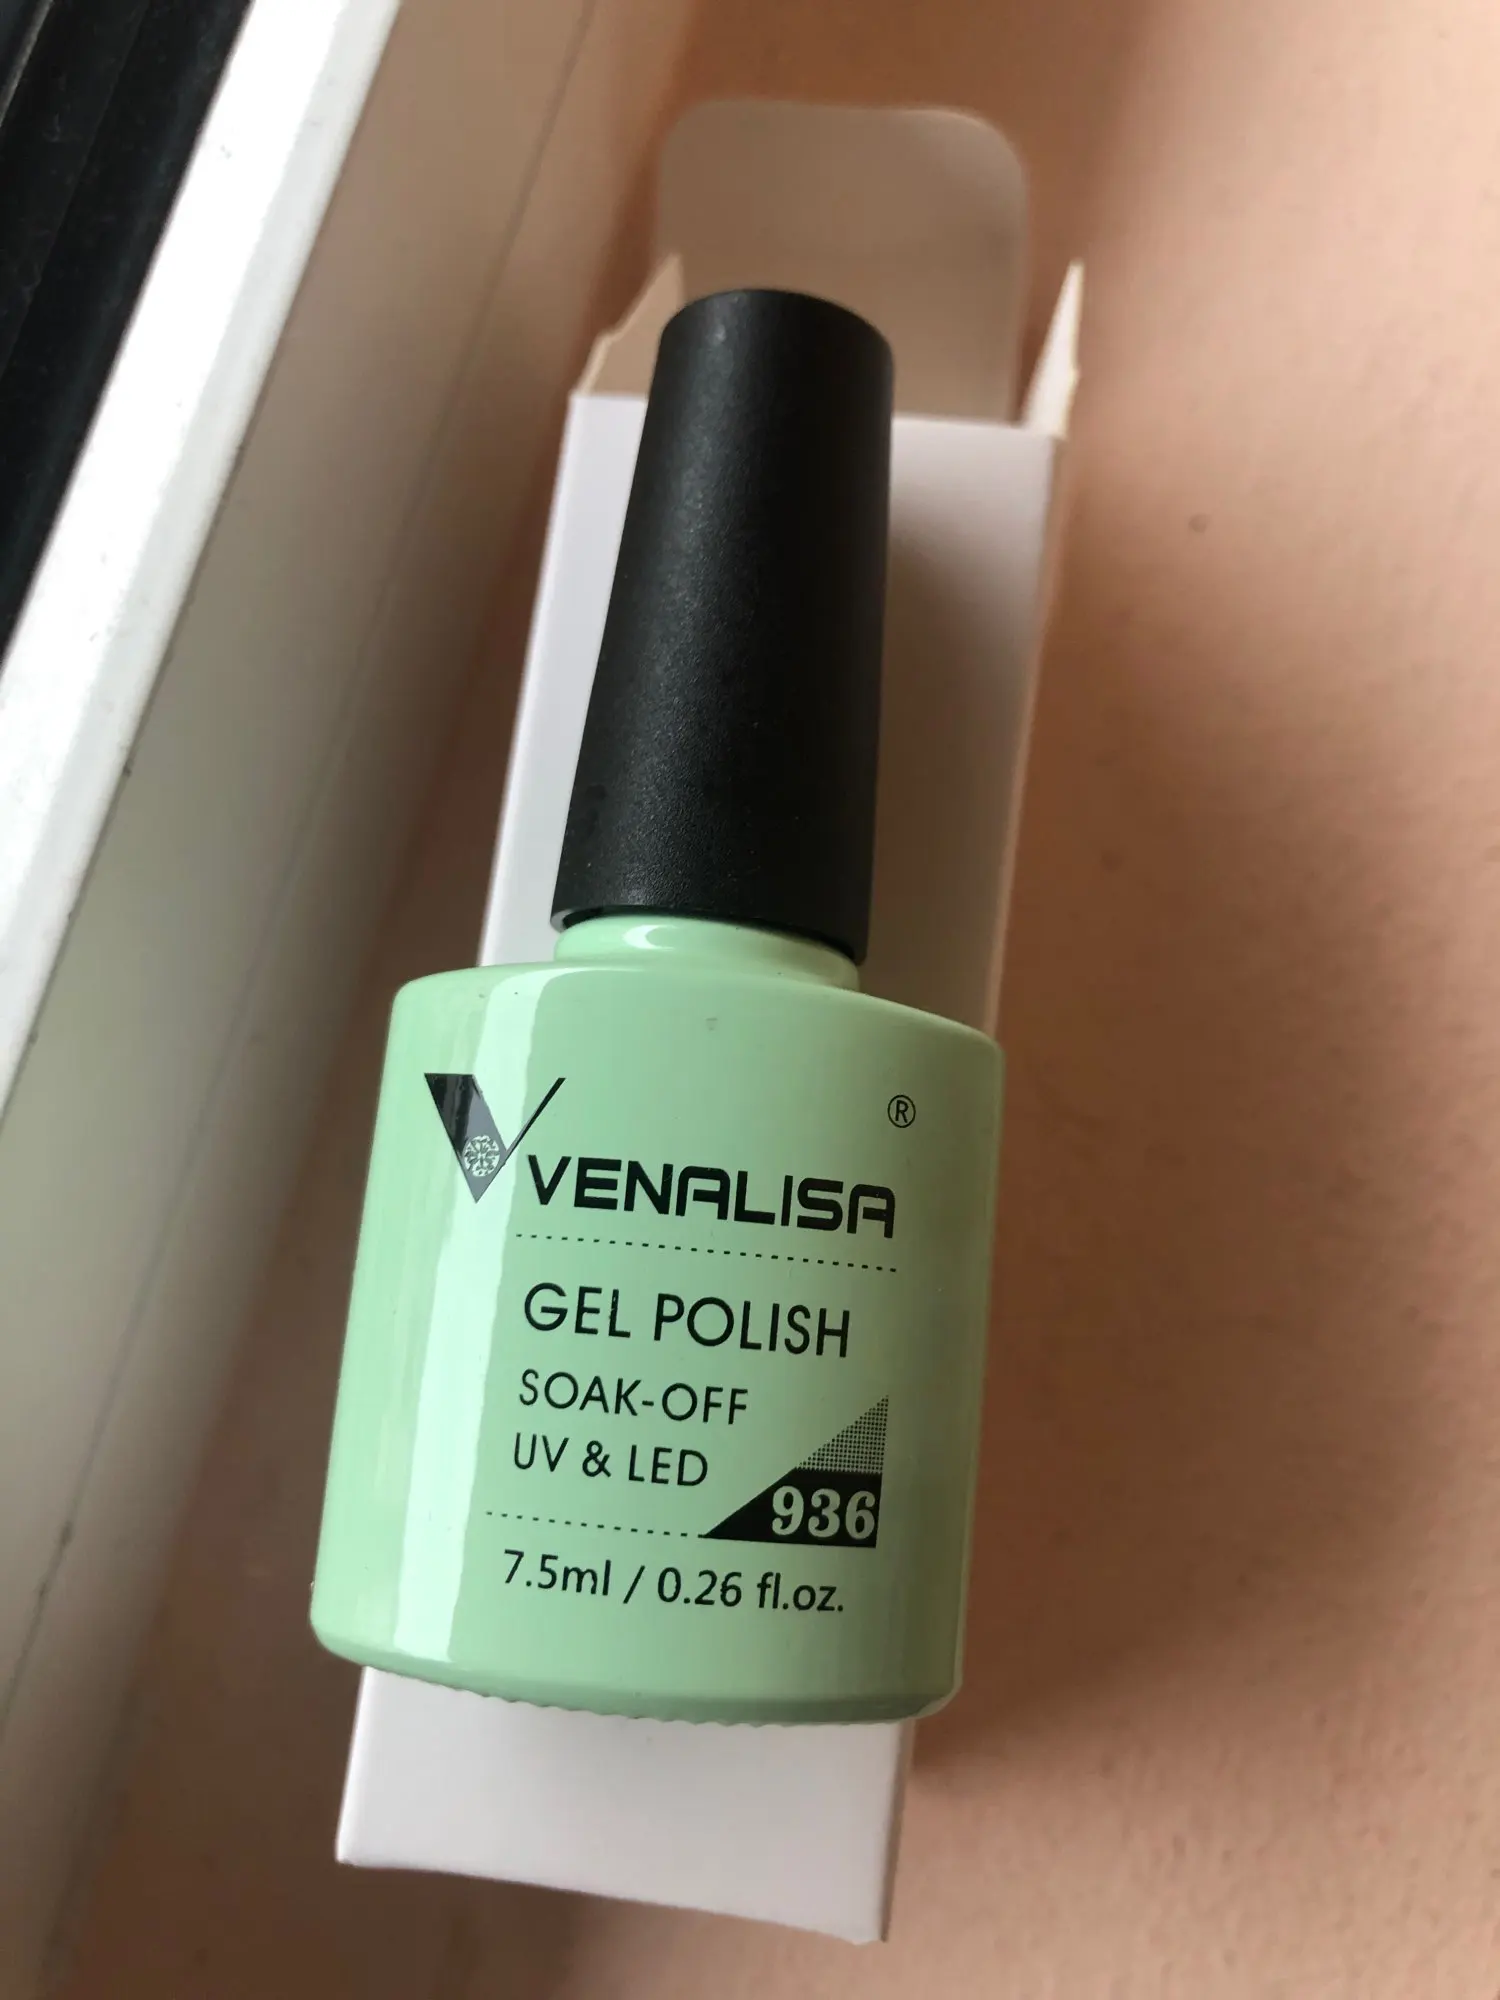 ®
VENALISA
GEL POLISH
SOAK-OFF
UV & LED
936
7.5ml / 0.26 fl.oz.